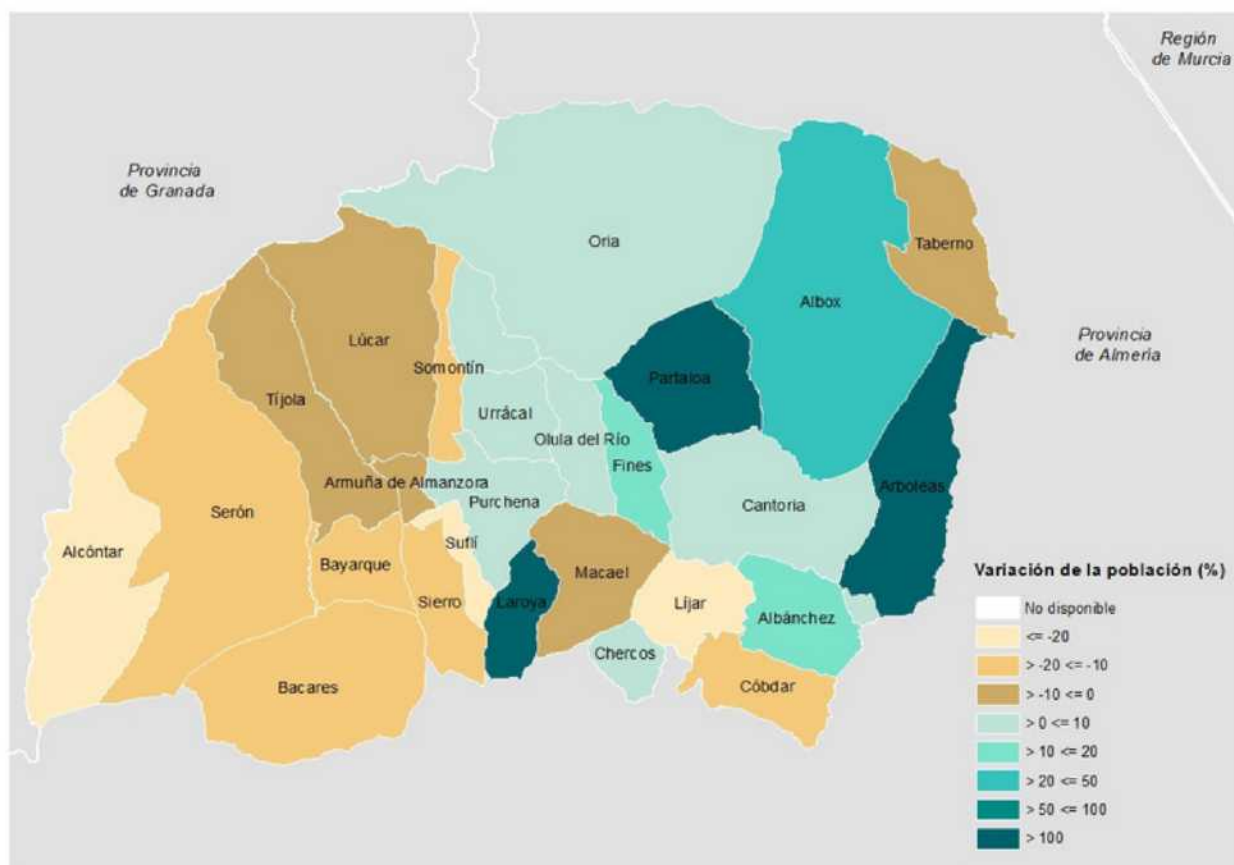 Región
de Murcia
Provincia
de Granada
Oria
Taberno
Albox
Provincia
de Almería
Lúcar
Somontín
Partaloa
Tíjola
Urrácal
Olula del Río
Fines
Armuña de Almanzora
Arboleas
Purchena
Cantoria
Serón
Alcóntar
Suflí
Bayarque
Macael
Sierro
Laroya
Líjar
Albánchez
Chercos
Bacares
Cóbdar
Variación de la población (%)
No disponible
<= -20
> -20 <= -10
> -10 <= 0
> 0 <= 10
> 10 <= 20
> 20 <= 50
> 50 <= 100
> 100